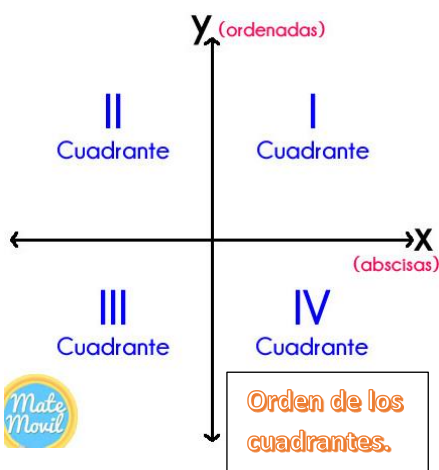 y (ordenadas)
II
Cuadrante
I
Cuadrante
X
(abscisas)
III
Cuadrante
IV
Cuadrante
Mate
Movil
Orden de los
cuadrantes.